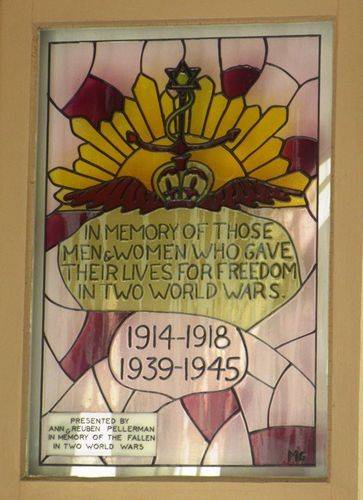 IN MEMORY OF THOSE
MEN & WOMEN WHO GAVE
THEIR LIVES FOR FREEDOM
IN TWO WORLD WARS.
1914-1918
1939-1945
PRESENTED BY
ANN & REUBEN PELLERMAN
IN MEMORY OF THE FALLEN
IN TWO WORLD WARS